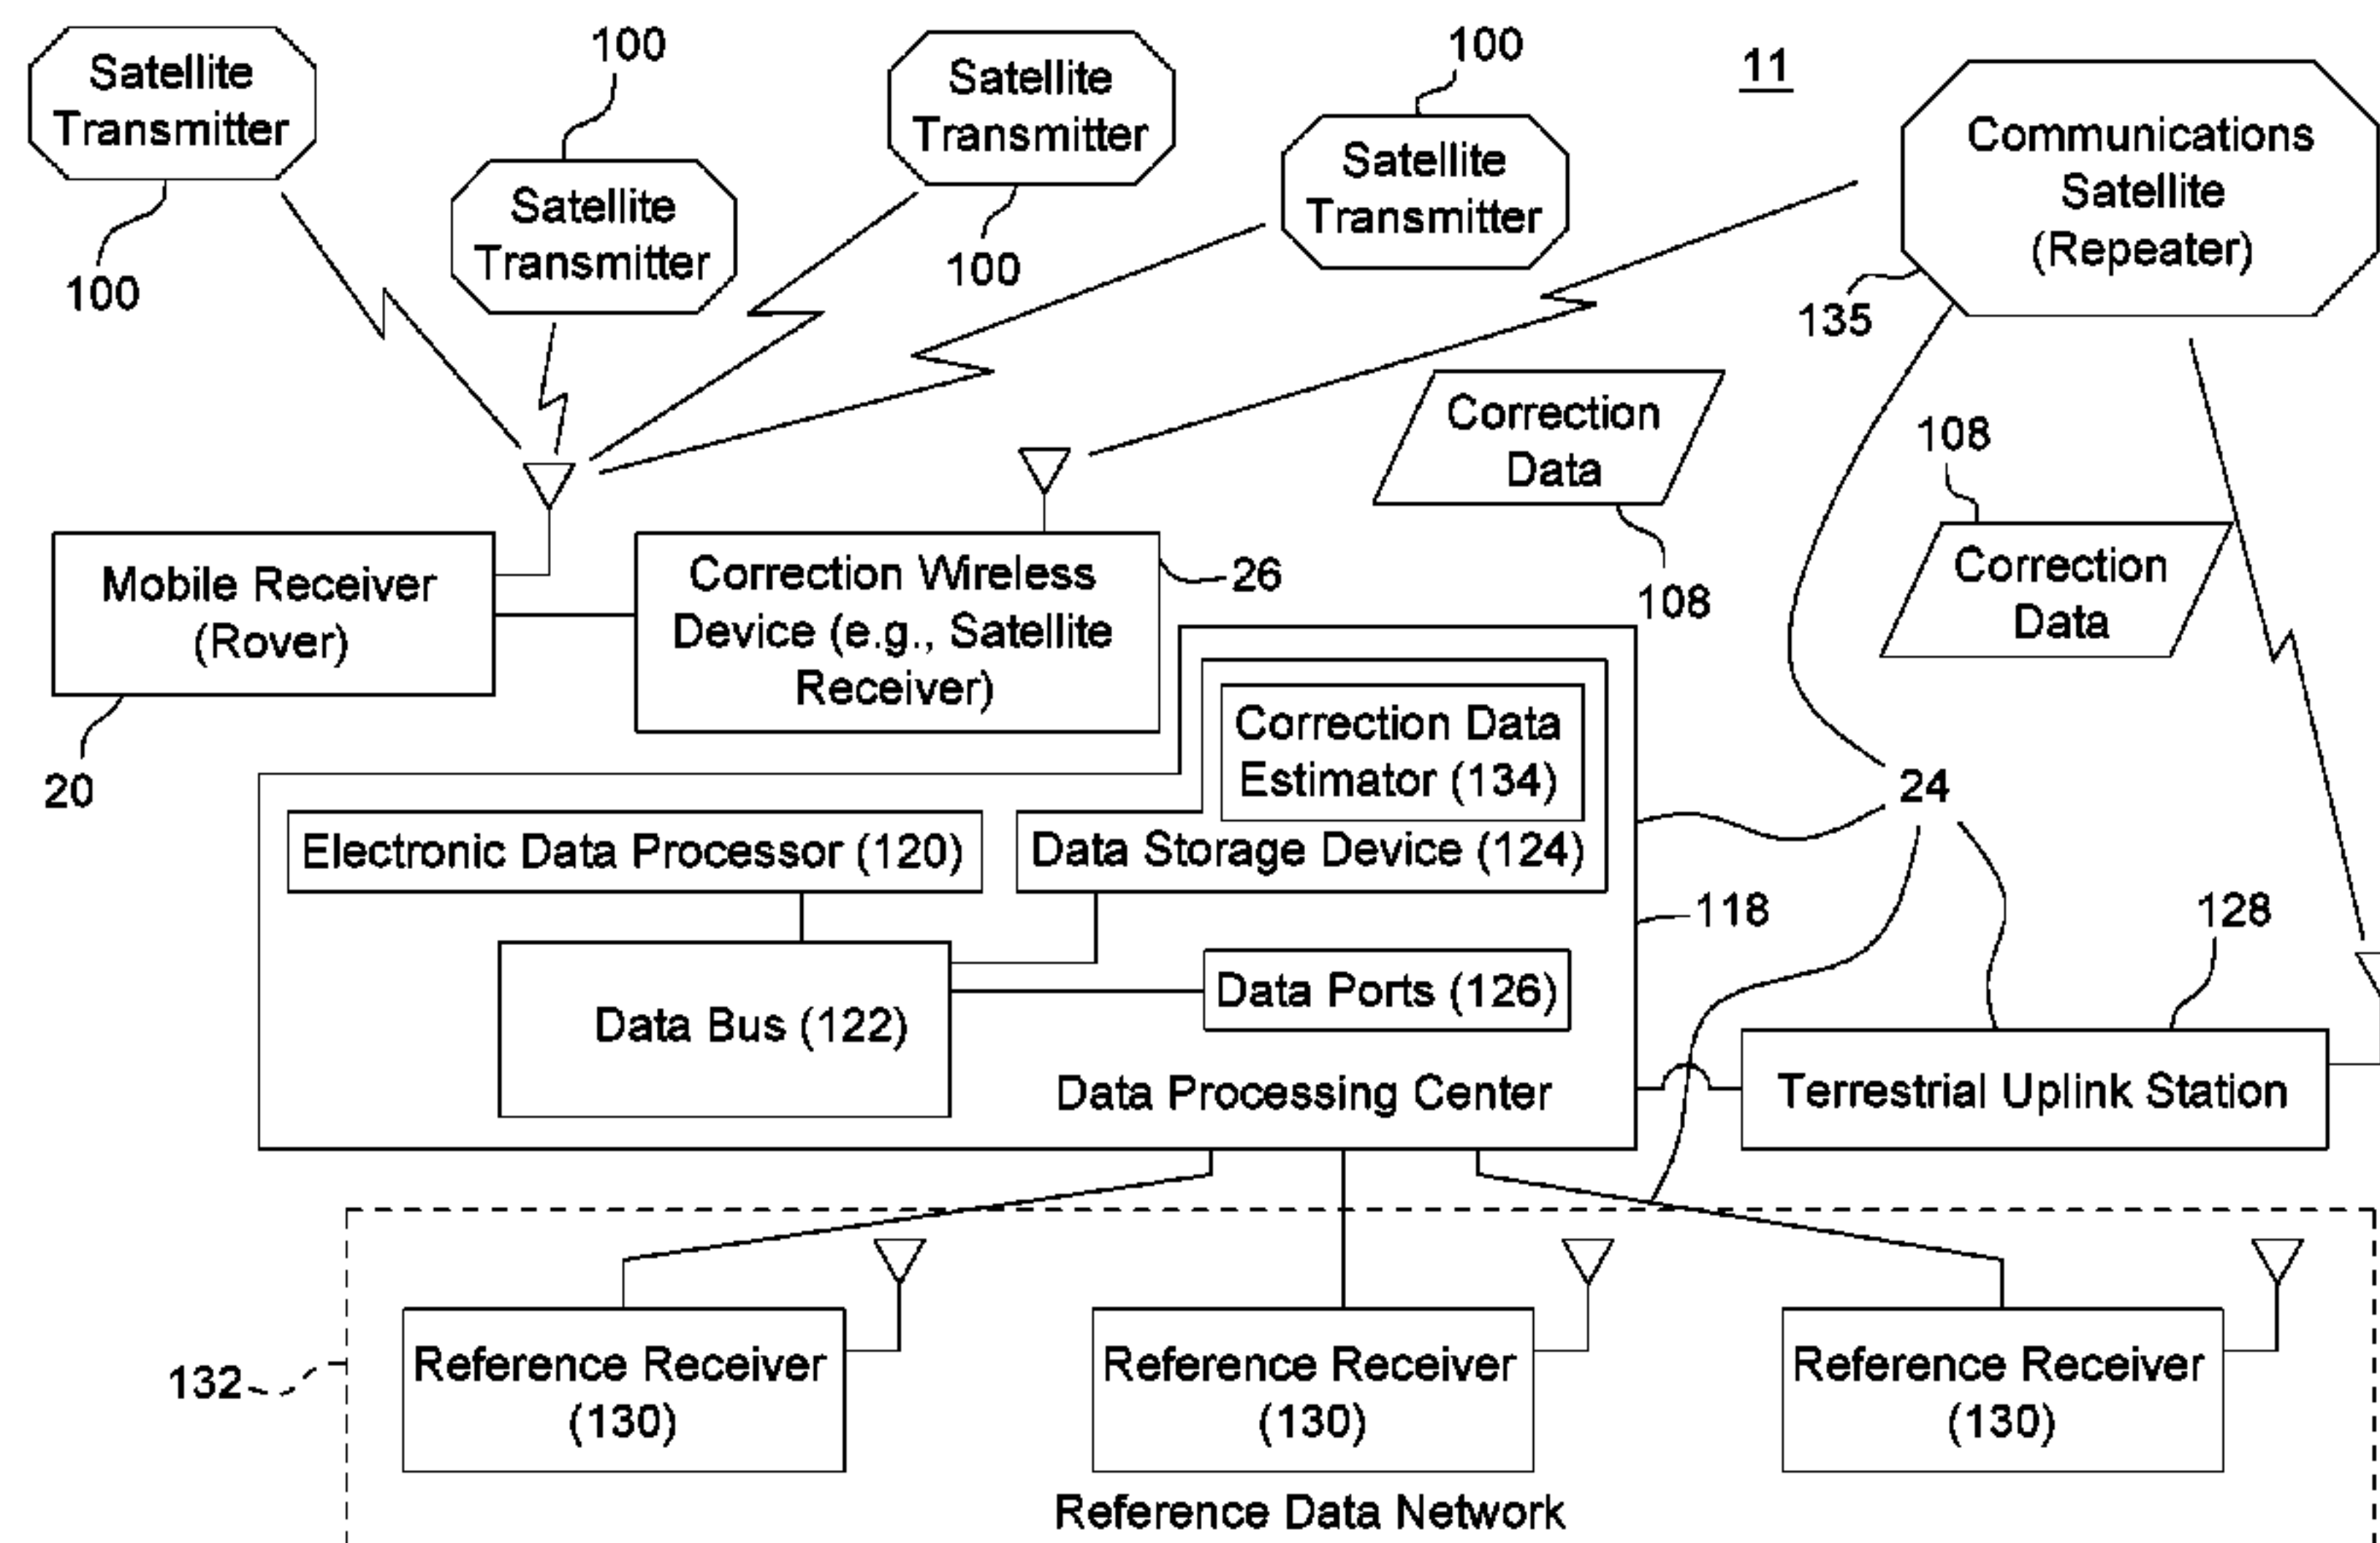 Satellite
Transmitter
100
100
Satellite
Transmitter
Satellite
Transmitter
100
100
Satellite
Transmitter
11
Communications
Satellite
(Repeater)
135
Correction
Data
108
108
Correction
Data
Mobile Receiver
(Rover)
20
Correction Wireless
Device (e.g., Satellite
Receiver)
26
Correction Data
Estimator (134)
Electronic Data Processor (120)
Data Storage Device (124)
24
118
128
Data Bus (122)
Data Ports (126)
Data Processing Center
Terrestrial Uplink Station
132
Reference Receiver
(130)
Reference Receiver
(130)
Reference Receiver
(130)
Reference Data Network